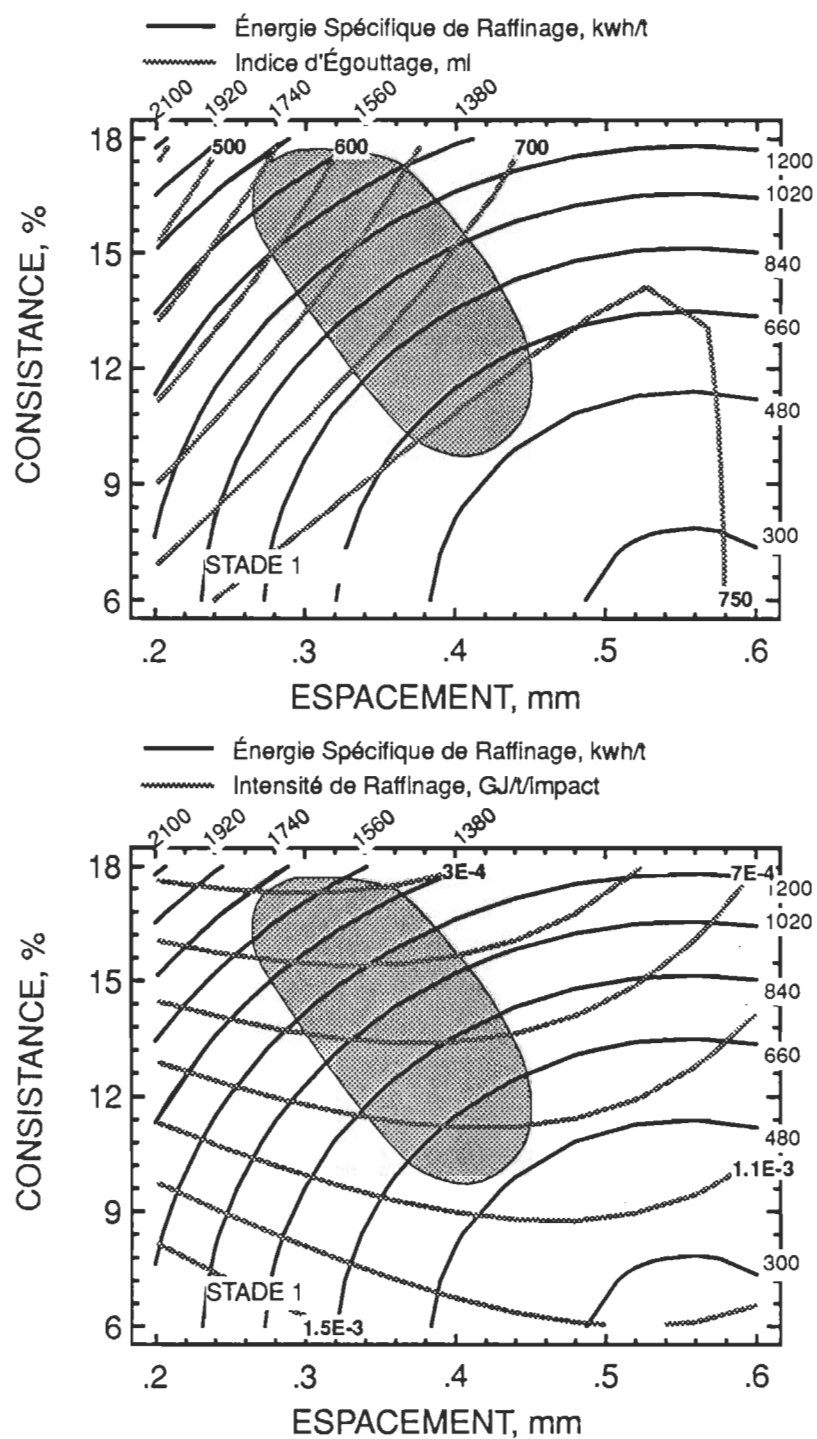 Énergie Spécifique de Raffinage, kwh/t
Indice d'Égouttage, ml
2100 1920 1740 1560 1380
18 500 600 700
1200
1020
15
840
660
12
480
9
300
STADE 1
6 750
.2 .3 .4 .5 .6
CONSISTANCE, %
ESPACEMENT, mm
Énergie Spécifique de Raffinage, kwh/t
Intensité de Raffinage, GJ/t/impact
2100 1920 1740 1560 1380
18 3E-4 7E-4
1200
1020
15
840
660
12
480
1.1E-3
9
300
STADE 1
6 1.5E-3
.2 .3 .4 .5 .6
CONSISTANCE, %
ESPACEMENT, mm